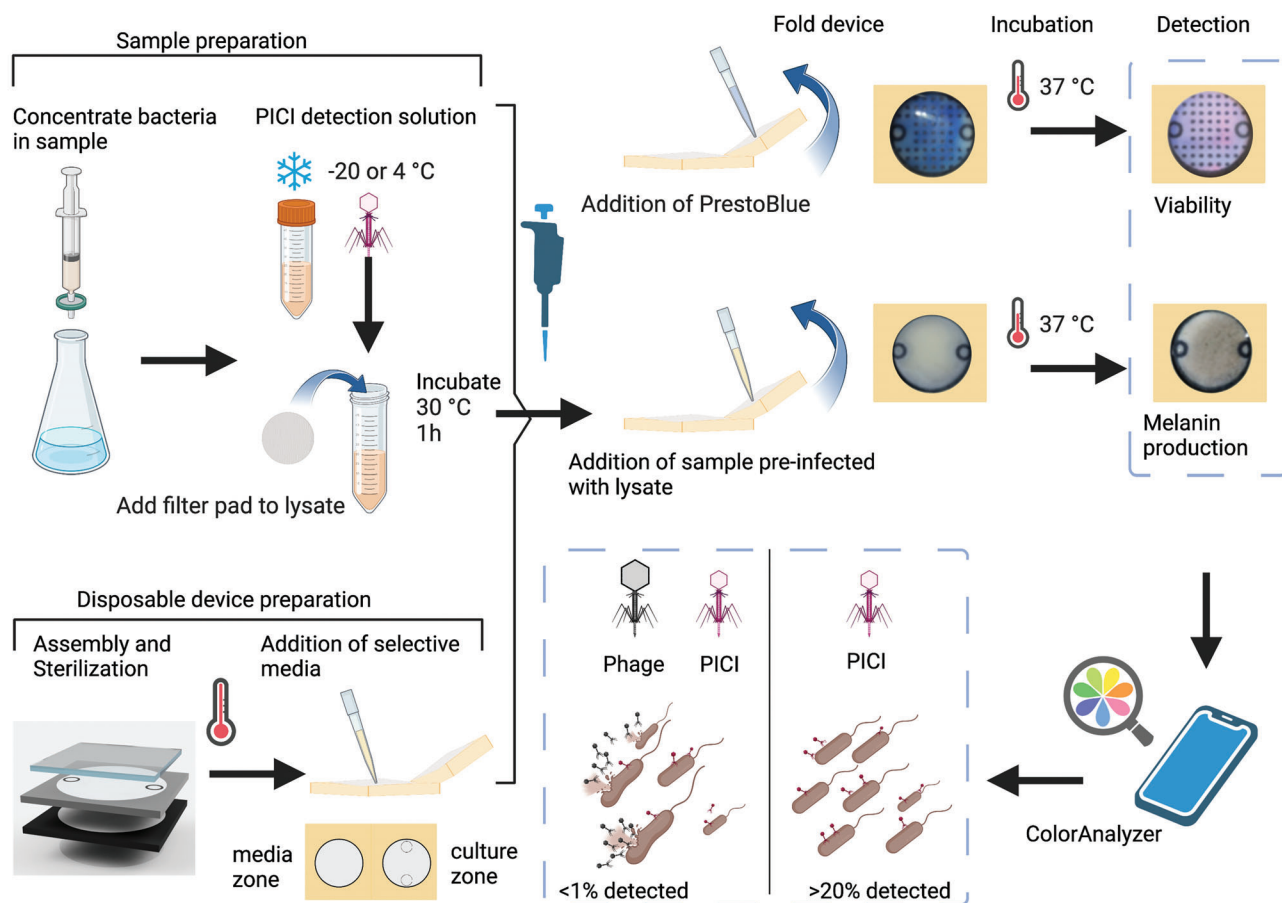 Sample preparation
Concentrate bacteria
in sample
PICI detection solution
-20 or 4 °C
Incubate
30 °C
1h
Add filter pad to lysate
Disposable device preparation
Assembly and
Sterilization
Addition of selective
media
media
zone
culture
zone
Fold device
Incubation
Detection
Addition of PrestoBlue
37 °C
Viability
Addition of sample pre-infected
with lysate
37 °C
Melanin
production
Phage
PICI
PICI
<1% detected
>20% detected
ColorAnalyzer